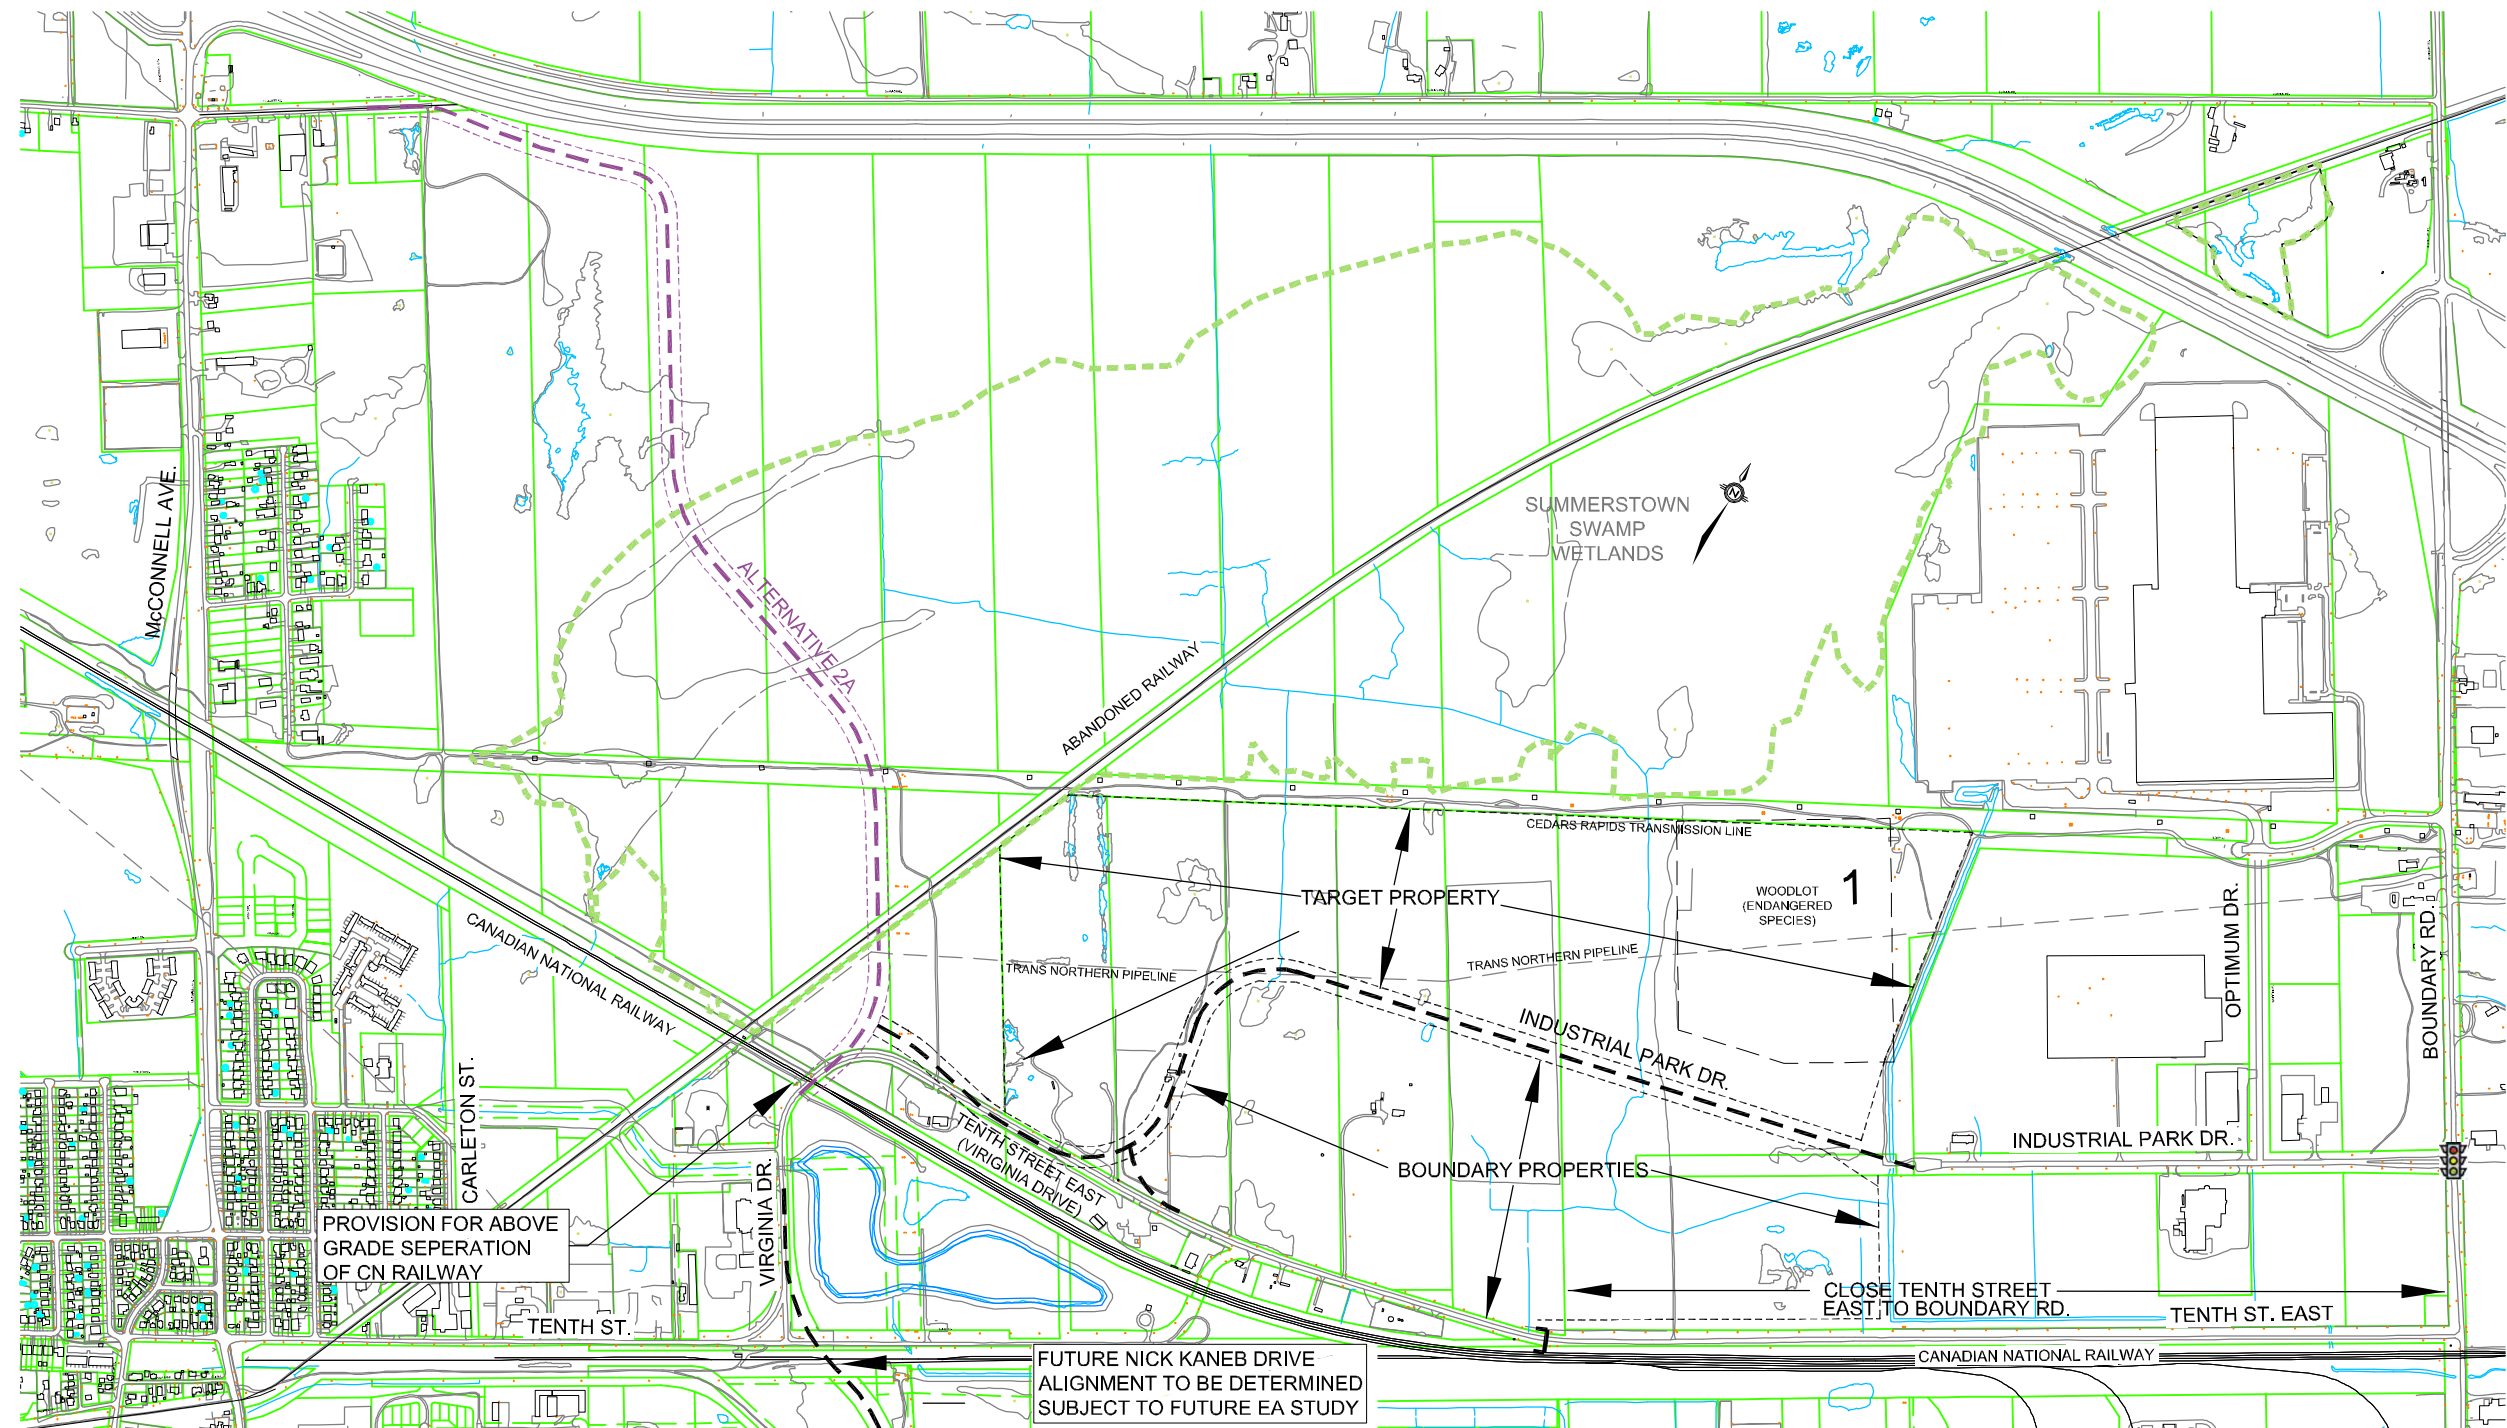 McCONNELL AVE.
SUMMERSTOWN
SWAMP
WETLANDS
N
ALTERNATIVE 2A
ABANDONED RAILWAY
CEDARS RAPIDS TRANSMISSION LINE
TARGET PROPERTY
WOODLOT
(ENDANGERED
SPECIES)
1
CANADIAN NATIONAL RAILWAY
TRANS NORTHERN PIPELINE
TRANS NORTHERN PIPELINE
OPTIMUM DR.
BOUNDARY RD.
INDUSTRIAL PARK DR.
CARLETON ST.
TENTH STREET EAST
(VIRIGINIA DRIVE)
INDUSTRIAL PARK DR.
BOUNDARY PROPERTIES
VIRGINIA DR.
PROVISION FOR ABOVE
GRADE SEPERATION
OF CN RAILWAY
CLOSE TENTH STREET
EAST TO BOUNDARY RD.
TENTH ST. EAST
TENTH ST.
FUTURE NICK KANEB DRIVE
ALIGNMENT TO BE DETERMINED
SUBJECT TO FUTURE EA STUDY
CANADIAN NATIONAL RAILWAY